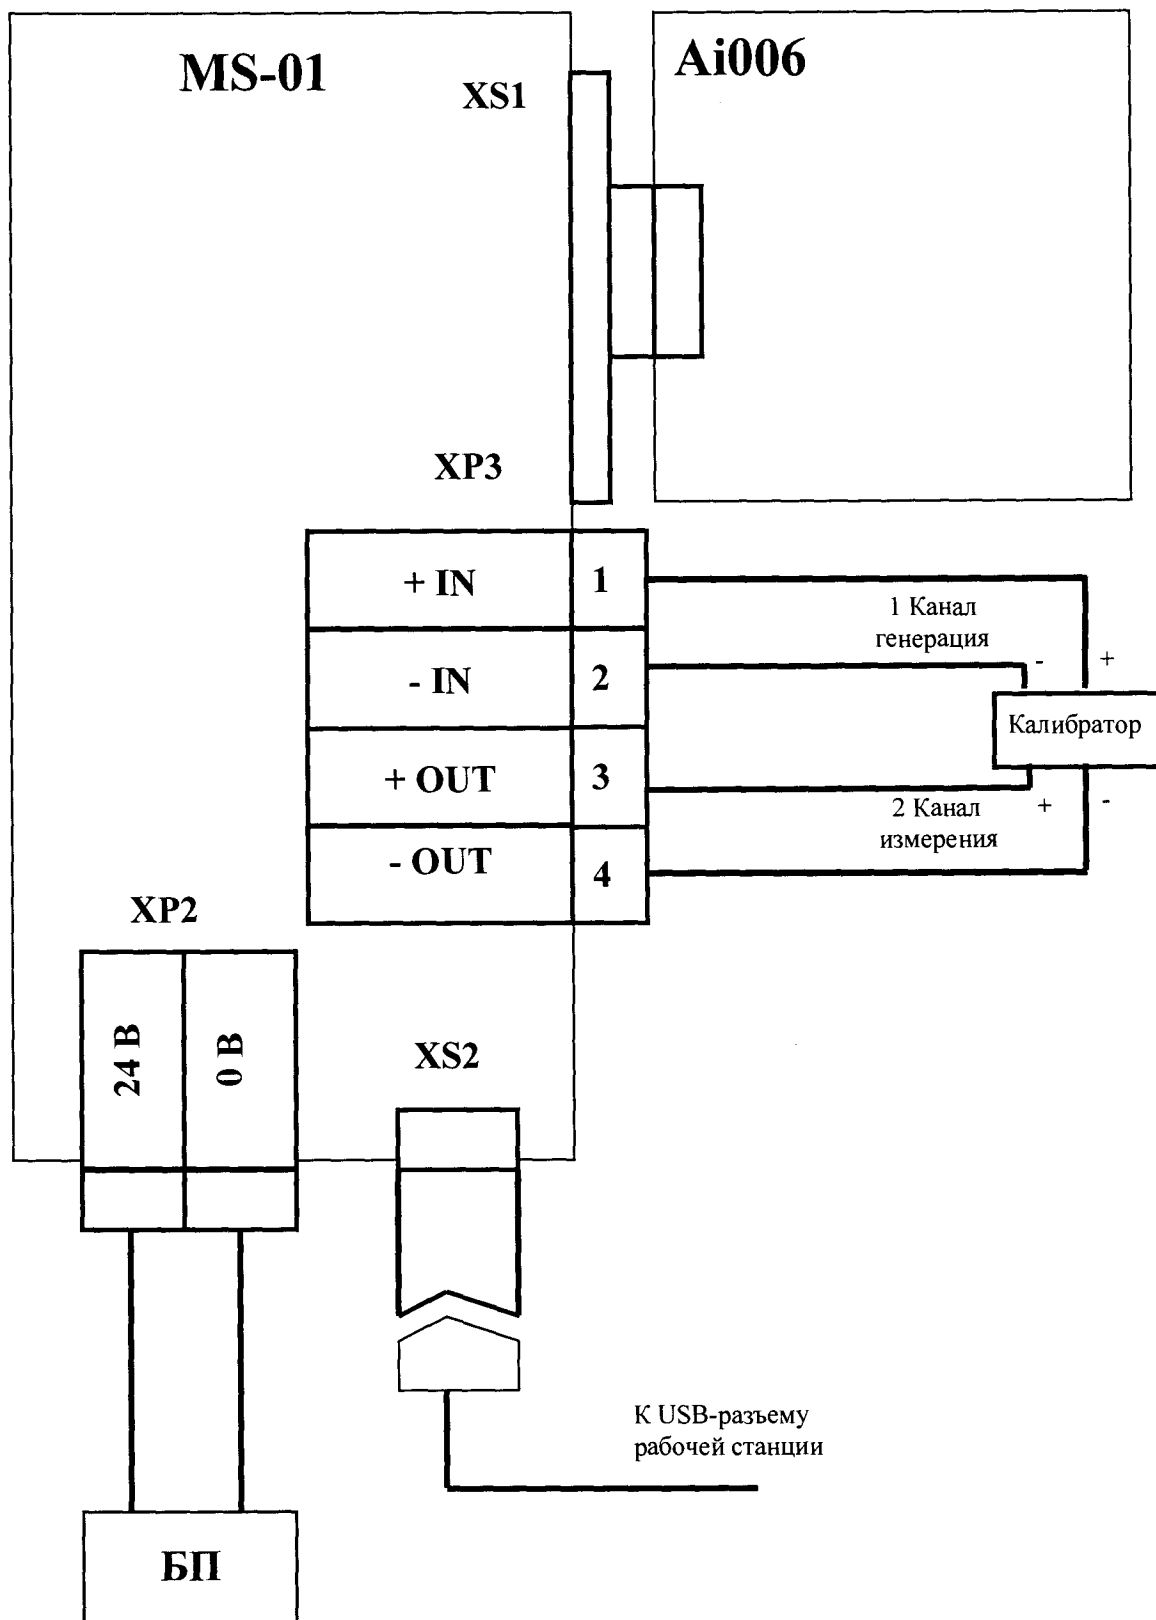 MS-01
Ai006
XS1
XP3
+ IN
1
- IN
2
+ OUT
3
- OUT
4
1 Канал
генерация
-
+
Калибратор
+
-
2 Канал
измерения
XP2
24 В
0 В
XS2
К USB-разъему
рабочей станции
БП